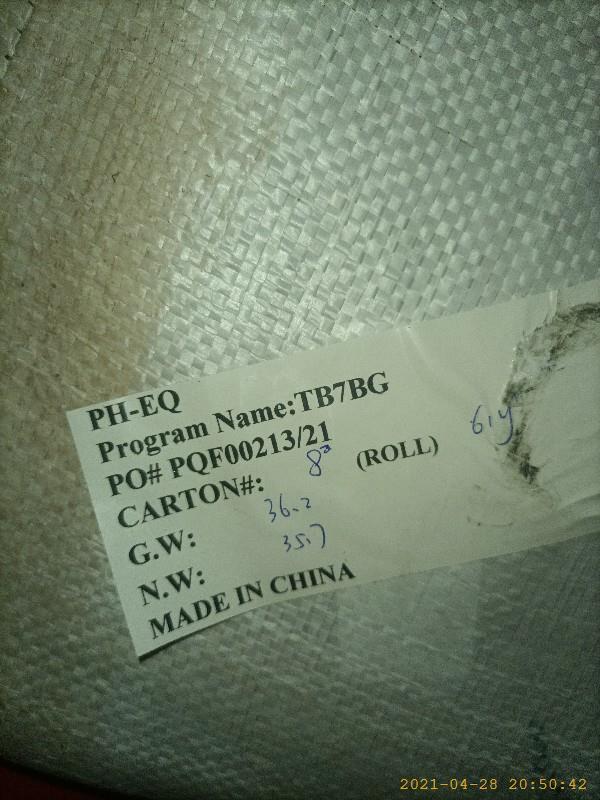 PH-EQ
Program Name:TB7BG
PO# PQF00213/21
CARTON#: 8# (ROLL) 61y
G.W: 36.2
N.W: 35.7
MADE IN CHINA
2021-04-28 20:50:42